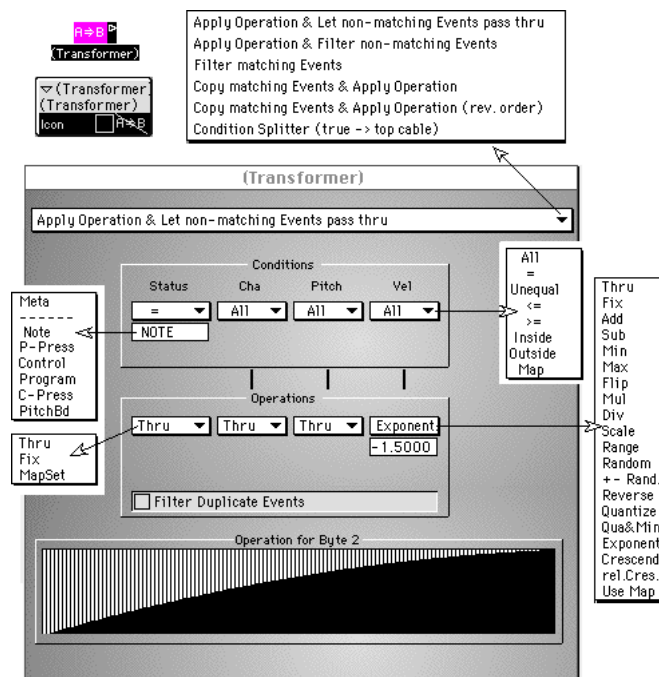 A⇒B
(Transformer)
▽(Transformer
(Transformer)
Icon A⇒B
Apply Operation & Let non-matching Events pass thru
Apply Operation & Filter non-matching Events
Filter matching Events
Copy matching Events & Apply Operation
Copy matching Events & Apply Operation (rev. order)
Condition Splitter (true -> top cable)
(Transformer)
Apply Operation & Let non-matching Events pass thru
Conditions
Status Cha Pitch Vel
= All All All
NOTE
Meta
------
Note
P-Press
Control
Program
C-Press
PitchBd
All
=
Unequal
<=
>=
Inside
Outside
Map
Operations
Thru Thru Thru Exponent
-1.5000
Filter Duplicate Events
Thru
Fix
MapSet
Thru
Fix
Add
Sub
Min
Max
Flip
Mul
Div
Scale
Range
Random
+- Rand.
Reverse
Quantize
Qua&Min
Exponent
Crescend
rel.Cres.
Use Map
Operation for Byte 2